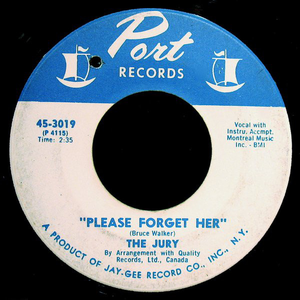 Port
RECORDS
45-3019
(P 4115)
Time: 2:35
Vocal with
Instru. Accmpt.
Montreal Music
Inc. - BMI
"PLEASE FORGET HER"
(Bruce Walker)
THE JURY
By Arrangement with Quality
Records, Ltd., Canada
A PRODUCT OF JAY-GEE RECORD CO., INC., N.Y.